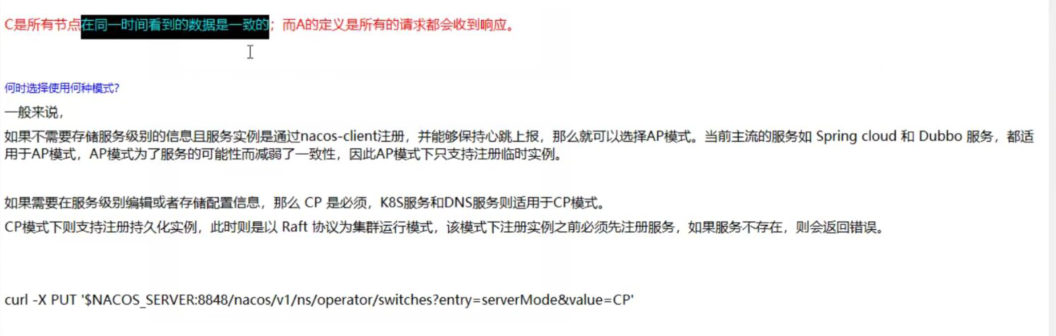 C是所有节点在同一时间看到的数据是一致的；而A的定义是所有的请求都会收到响应。
何时选择使用何种模式?
一般来说，
如果不需要存储服务级别的信息且服务实例是通过nacos-client注册，并能够保持心跳上报，那么就可以选择AP模式。当前主流的服务如 Spring cloud 和 Dubbo 服务，都适
用于AP模式，AP模式为了服务的可能性而减弱了一致性，因此AP模式下只支持注册临时实例。
如果需要在服务级别编辑或者存储配置信息，那么 CP 是必须，K8S服务和DNS服务则适用于CP模式。
CP模式下则支持注册持久化实例，此时则是以 Raft 协议为集群运行模式，该模式下注册实例之前必须先注册服务，如果服务不存在，则会返回错误。
curl -X PUT '$NACOS_SERVER:8848/nacos/v1/ns/operator/switches?entry=serverMode&value=CP'